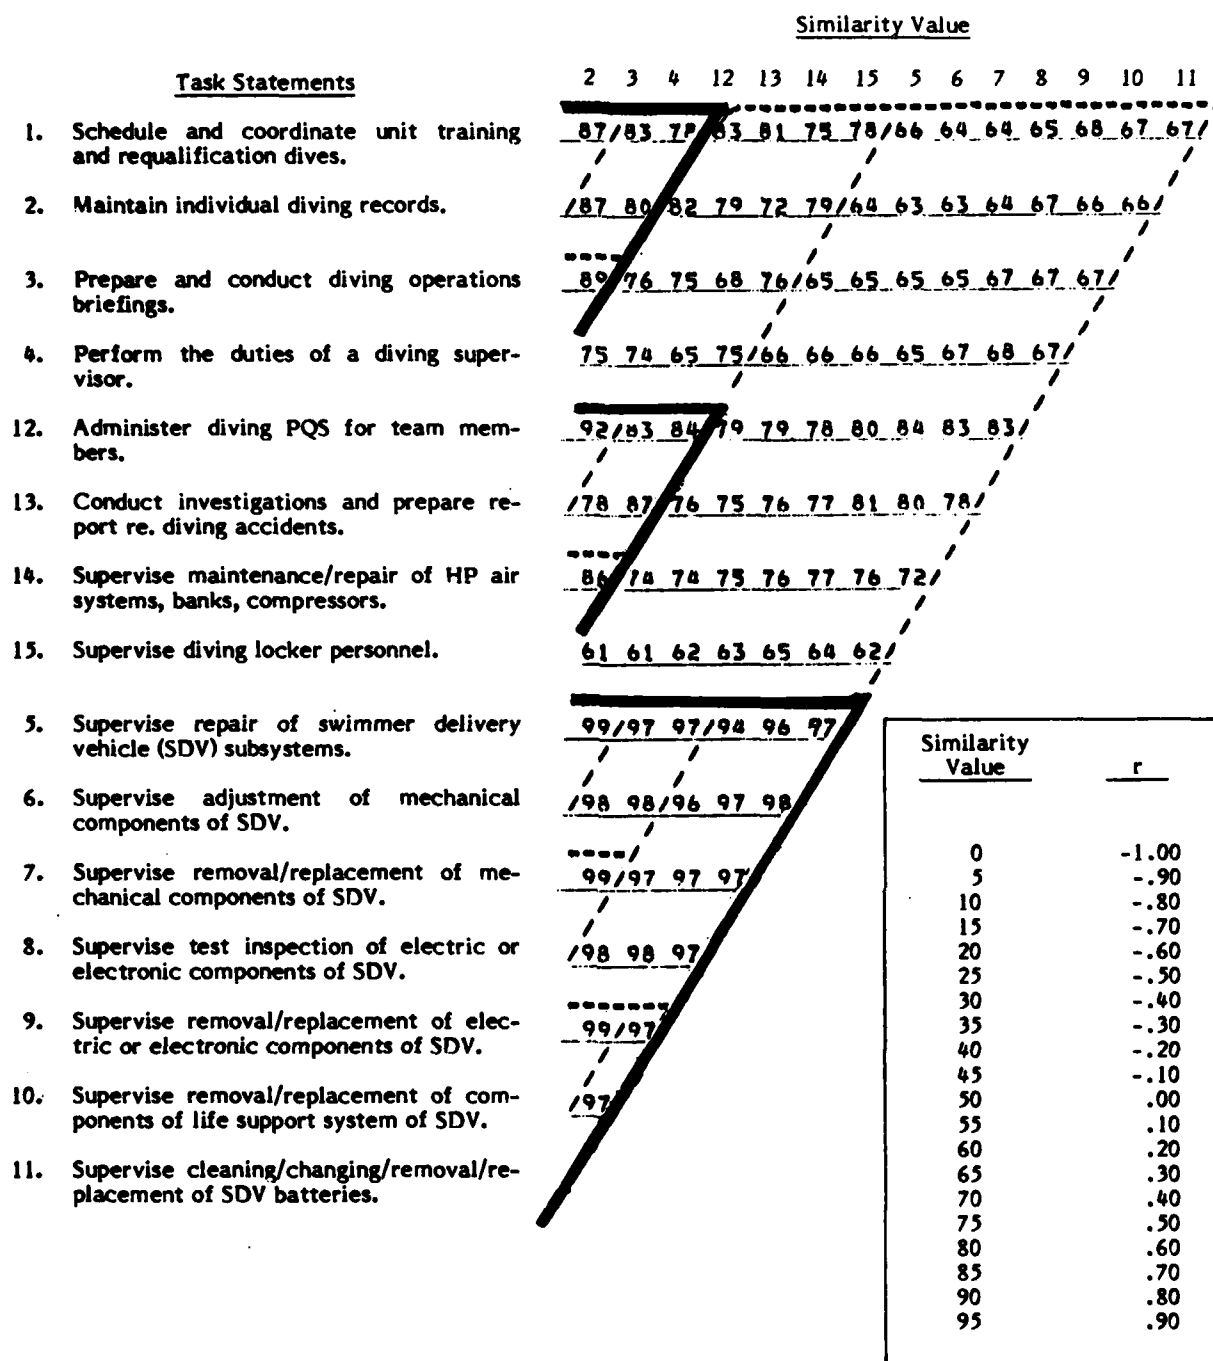 Similarity Value
Task Statements 2 3 4 12 13 14 15 5 6 7 8 9 10 11
1. Schedule and coordinate unit training 87/83 78 83 81 75 78/66 64 64 65 68 67 67/
and requalification dives.
2. Maintain individual diving records. /87 80 82 79 72 79/64 63 63 64 67 66 66/
3. Prepare and conduct diving operations 89 76 75 68 76/65 65 65 65 67 67 67/
briefings.
4. Perform the duties of a diving super- 75 74 65 75/66 66 66 65 67 68 67/
visor.
12. Administer diving PQS for team mem- 92/83 84 79 79 78 80 84 83 83/
bers.
13. Conduct investigations and prepare re- /78 87 76 75 76 77 81 80 78/
port re. diving accidents.
14. Supervise maintenance/repair of HP air 86 74 74 75 76 77 76 72/
systems, banks, compressors.
15. Supervise diving locker personnel. 61 61 62 63 65 64 62/
5. Supervise repair of swimmer delivery 99/97 97/94 96 97
vehicle (SDV) subsystems.
6. Supervise adjustment of mechanical /98 98/96 97 98
components of SDV.
7. Supervise removal/replacement of me- 99/97 97 97
chanical components of SDV.
8. Supervise test inspection of electric or /98 98 97
electronic components of SDV.
9. Supervise removal/replacement of elec- 99/97
tric or electronic components of SDV.
10. Supervise removal/replacement of com- /97
ponents of life support system of SDV.
11. Supervise cleaning/changing/removal/re-
placement of SDV batteries.
Similarity
Value r
0 -1.00
5 -.90
10 -.80
15 -.70
20 -.60
25 -.50
30 -.40
35 -.30
40 -.20
45 -.10
50 .00
55 .10
60 .20
65 .30
70 .40
75 .50
80 .60
85 .70
90 .80
95 .90